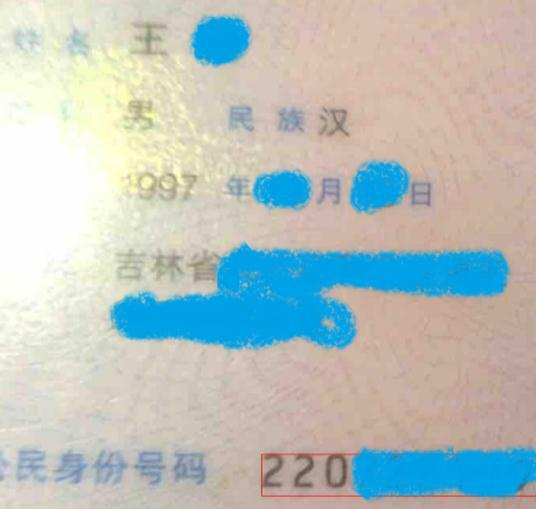 姓名 王
男 民族 汉
1997 年 月 日
吉林省
公民身份号码 220